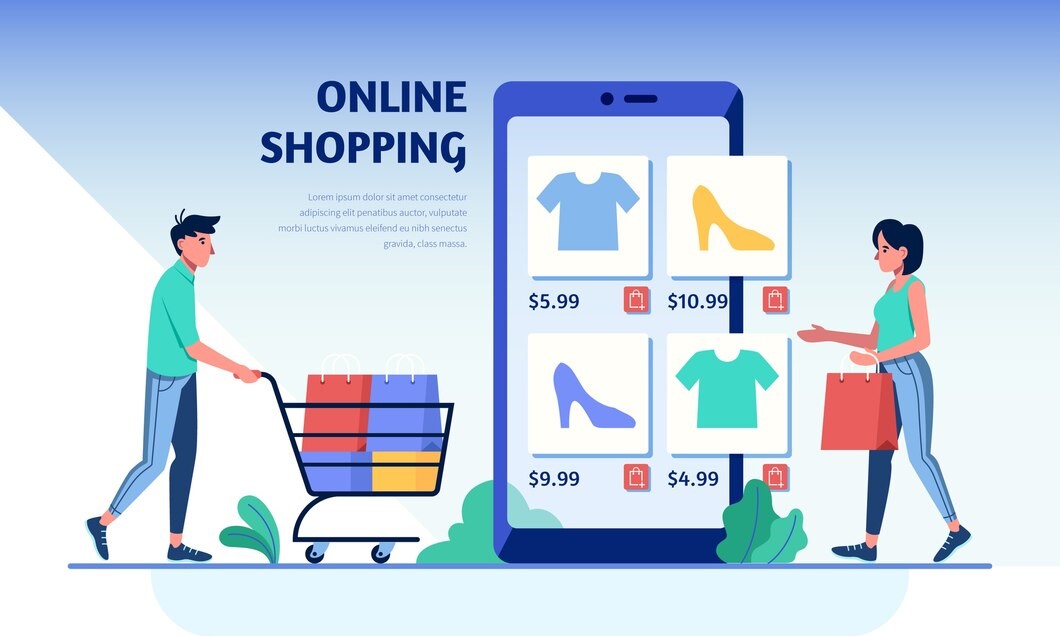 ONLINE
SHOPPING
Lorem ipsum dolor sit amet consectetur
adipiscing elit penatibus auctor, vulputate
morbi luctus vivamus eleifend eu nibh senectus
gravida, class massa.
$5.99
$10.99
$9.99
$4.99